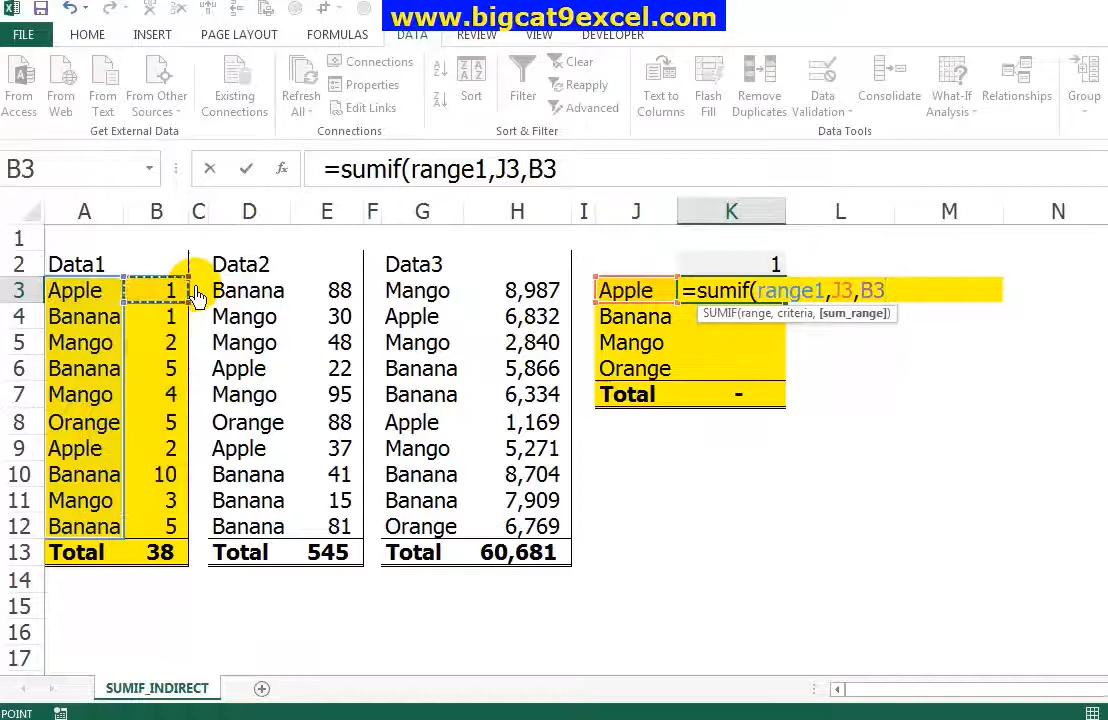 www.bigcat9excel.com
FILE HOME INSERT PAGE LAYOUT FORMULAS DATA REVIEW VIEW DEVELOPER
From Access
From Web
From Text
From Other Sources
Existing Connections
Get External Data
Refresh All
Connections
Properties
Edit Links
Connections
Sort
Filter
Clear
Reapply
Advanced
Sort & Filter
Text to Columns
Flash Fill
Remove Duplicates
Data Validation
Consolidate
What-If Analysis
Relationships
Data Tools
Group
B3 =sumif(range1,J3,B3
A B C D E F G H I J K L M N
1
2 Data1 Data2 Data3 1
3 Apple 1 Banana 88 Mango 8,987 Apple =sumif(range1,J3,B3
SUMIF(range, criteria, [sum_range])
4 Banana 1 Mango 30 Apple 6,832 Banana
5 Mango 2 Mango 48 Mango 2,840 Mango
6 Banana 5 Apple 22 Banana 5,866 Orange
7 Mango 4 Mango 95 Banana 6,334 Total -
8 Orange 5 Orange 88 Apple 1,169
9 Apple 2 Apple 37 Mango 5,271
10 Banana 10 Banana 41 Banana 8,704
11 Mango 3 Banana 15 Banana 7,909
12 Banana 5 Banana 81 Orange 6,769
13 Total 38 Total 545 Total 60,681
14
15
16
17
SUMIF_INDIRECT
POINT